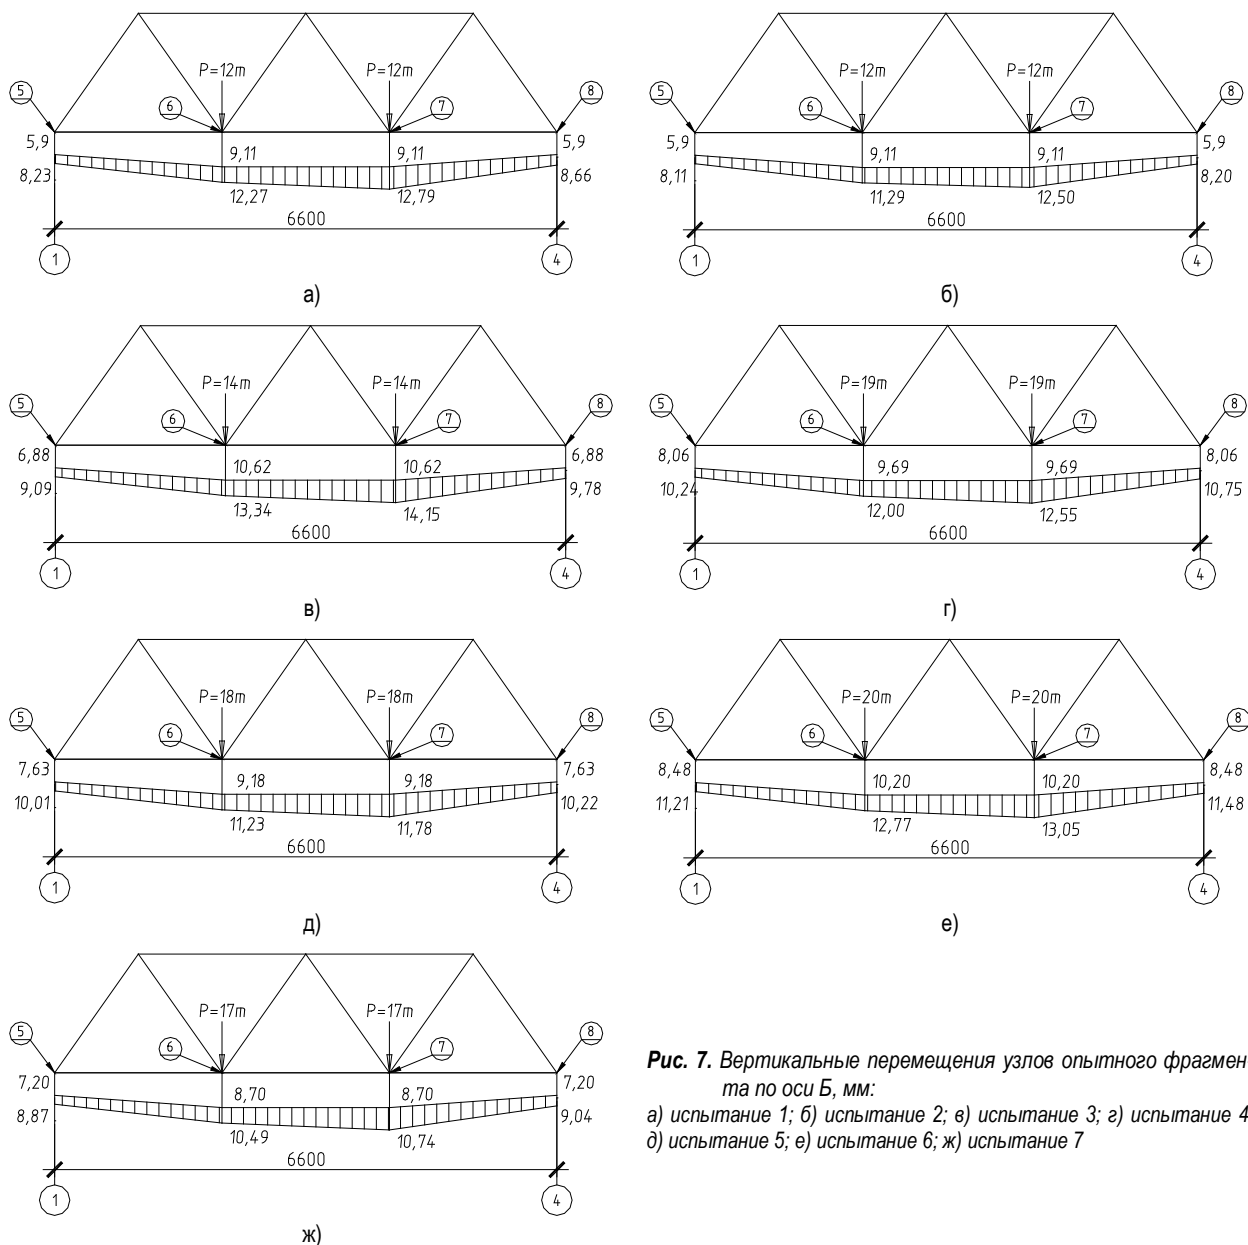 P=12т P=12т
5 6 7 8
5,9 9,11 9,11 5,9
8,23 12,27 12,79 8,66
6600
1 4
а)
P=12т P=12т
5 6 7 8
5,9 9,11 9,11 5,9
8,11 11,29 12,50 8,20
6600
1 4
б)
P=14т P=14т
5 6 7 8
6,88 10,62 10,62 6,88
9,09 13,34 14,15 9,78
6600
1 4
в)
P=19т P=19т
5 6 7 8
8,06 9,69 9,69 8,06
10,24 12,00 12,55 10,75
6600
1 4
г)
P=18т P=18т
5 6 7 8
7,63 9,18 9,18 7,63
10,01 11,23 11,78 10,22
6600
1 4
д)
P=20т P=20т
5 6 7 8
8,48 10,20 10,20 8,48
11,21 12,77 13,05 11,48
6600
1 4
е)
P=17т P=17т
5 6 7 8
7,20 8,70 8,70 7,20
8,87 10,49 10,74 9,04
6600
1 4
ж)
Рис. 7. Вертикальные перемещения узлов опытного фрагмен-
та по оси Б, мм:
а) испытание 1; б) испытание 2; в) испытание 3; г) испытание 4
д) испытание 5; е) испытание 6; ж) испытание 7